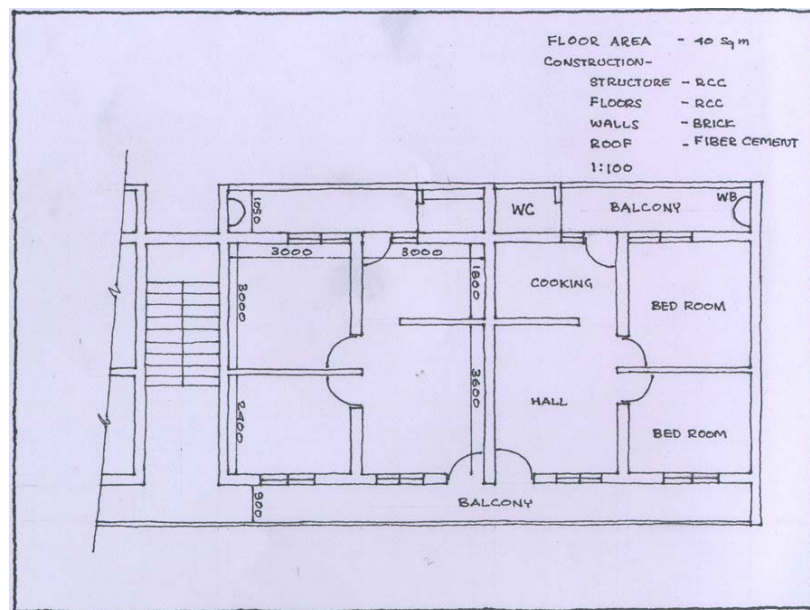 FLOOR AREA - 40 Sqm
CONSTRUCTION-
STRUCTURE - RCC
FLOORS - RCC
WALLS - BRICK
ROOF - FIBER CEMENT
1:100
1050
WC
BALCONY
WB
3000
3000
3000
1800
COOKING
BED ROOM
2400
3600
HALL
BED ROOM
900
BALCONY